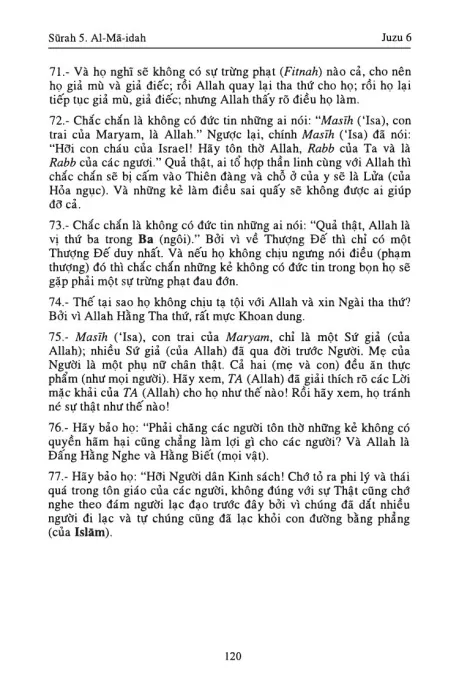 Sūrah 5. Al-Mā-idah
Juzu 6
71.- Và họ nghĩ sẽ không có sự trừng phạt (Fitnah) nào cả, cho nên
họ giả mù và giả điếc; rồi Allah quay lại tha thứ cho họ; rồi họ lại
tiếp tục giả mù, giả điếc; nhưng Allah thấy rõ điều họ làm.
72.- Chắc chắn là không có đức tin những ai nói: “Masīh (‘Isa), con
trai của Maryam, là Allah.” Ngược lại, chính Masīh (‘Isa) đã nói:
“Hỡi con cháu của Israel! Hãy tôn thờ Allah, Rabb của Ta và là
Rabb của các ngươi.” Quả thật, ai tổ hợp thần linh cùng với Allah thì
chắc chắn sẽ bị cấm vào Thiên đàng và chỗ ở của y sẽ là Lửa (của
Hỏa ngục). Và những kẻ làm điều sai quấy sẽ không được ai giúp
đỡ cả.
73.- Chắc chắn là không có đức tin những ai nói: “Quả thật, Allah là
vị thứ ba trong Ba (ngôi).” Bởi vì về Thượng Đế thì chỉ có một
Thượng Đế duy nhất. Và nếu họ không chịu ngưng nói điều (phạm
thượng) đó thì chắc chắn những kẻ không có đức tin trong bọn họ sẽ
gặp phải một sự trừng phạt đau đớn.
74.- Thế tại sao họ không chịu tạ tội với Allah và xin Ngài tha thứ?
Bởi vì Allah Hằng Tha thứ, rất mực Khoan dung.
75.- Masīh (‘Isa), con trai của Maryam, chỉ là một Sứ giả (của
Allah); nhiều Sứ giả (của Allah) đã qua đời trước Người. Mẹ của
Người là một phụ nữ chân thật. Cả hai (mẹ và con) đều ăn thực
phẩm (như mọi người). Hãy xem, TA (Allah) đã giải thích rõ các Lời
mặc khải của TA (Allah) cho họ như thế nào! Rồi hãy xem, họ tránh
né sự thật như thế nào!
76.- Hãy bảo họ: “Phải chăng các người tôn thờ những kẻ không có
quyền hãm hại cũng chẳng làm lợi gì cho các người? Và Allah là
Đấng Hằng Nghe và Hằng Biết (mọi vật).
77.- Hãy bảo họ: “Hỡi Người dân Kinh sách! Chớ tỏ ra phi lý và thái
quá trong tôn giáo của các người, không đúng với sự Thật cũng chớ
nghe theo đám người lạc đạo trước đây bởi vì chúng đã dắt nhiều
người đi lạc và tự chúng cũng đã lạc khỏi con đường bằng phẳng
(của Islām).
120